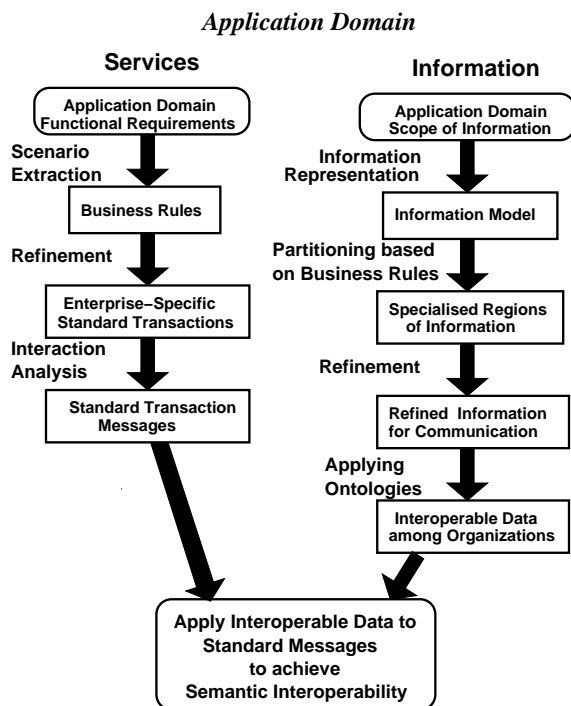 Application Domain
Services
Application Domain
Functional Requirements
Scenario
Extraction
Business Rules
Refinement
Enterprise–Specific
Standard Transactions
Interaction
Analysis
Standard Transaction
Messages
Information
Application Domain
Scope of Information
Information
Representation
Information Model
Partitioning based
on Business Rules
Specialised Regions
of Information
Refinement
Refined Information
for Communication
Applying
Ontologies
Interoperable Data
among Organizations
Apply Interoperable Data to
Standard Messages
to achieve
Semantic Interoperability